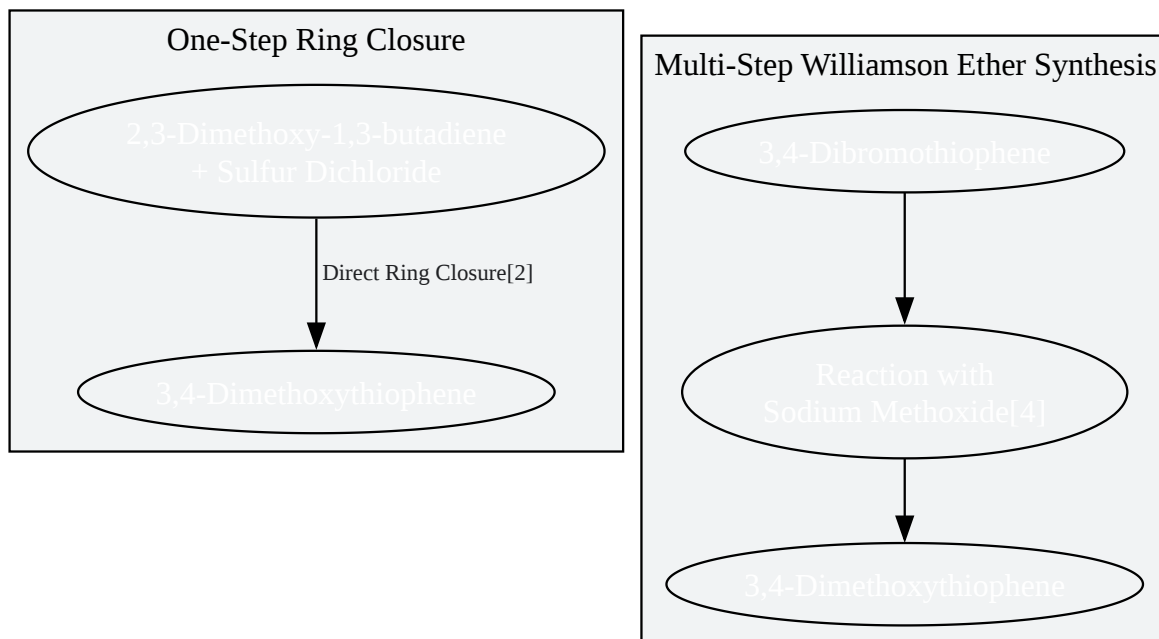 One-Step Ring Closure
2,3-Dimethoxy-1,3-butadiene
+ Sulfur Dichloride
Direct Ring Closure[2]
3,4-Dimethoxythiophene
Multi-Step Williamson Ether Synthesis
3,4-Dibromothiophene
Reaction with
Sodium Methoxide[4]
3,4-Dimethoxythiophene